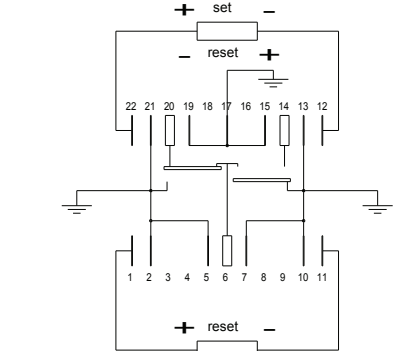 + set -
- reset +
22 21 20 19 18 17 16 15 14 13 12
1 2 3 4 5 6 7 8 9 10 11
+ reset -